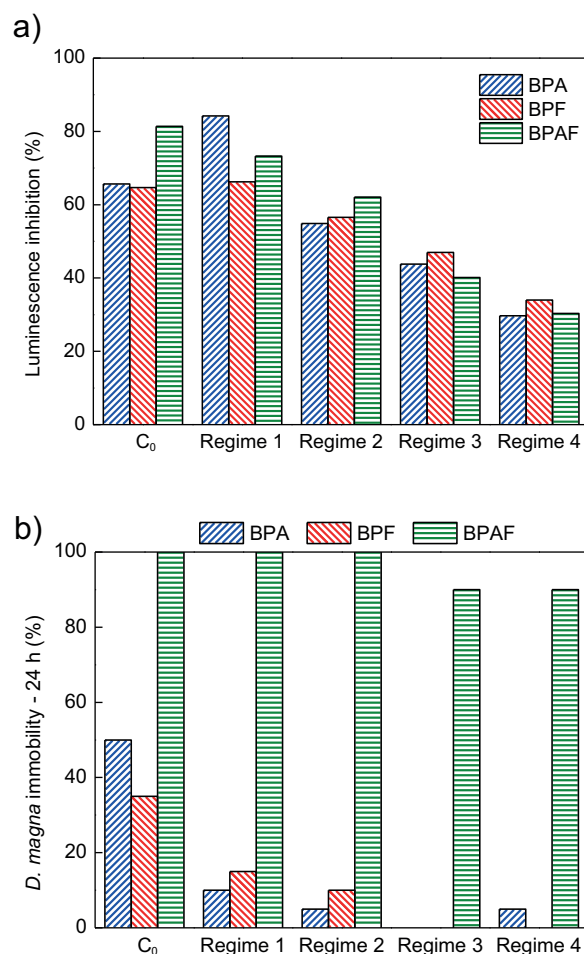 a)
Luminescence inhibition (%)
100
80
60
40
20
0
BPA
BPF
BPAF
C₀ Regime 1 Regime 2 Regime 3 Regime 4
b)
BPA BPF BPAF
D. magna immobility - 24 h (%)
100
80
60
40
20
0
C₀ Regime 1 Regime 2 Regime 3 Regime 4